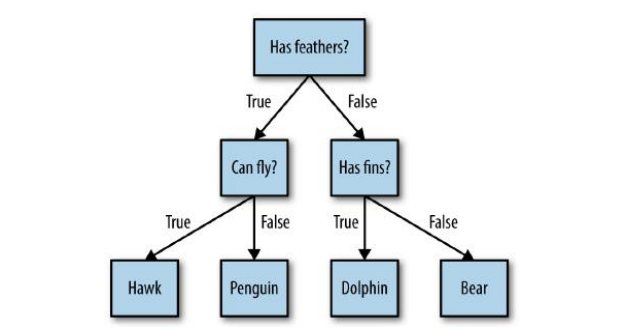 Has feathers?
True
False
Can fly?
Has fins?
True
False
True
False
Hawk
Penguin
Dolphin
Bear